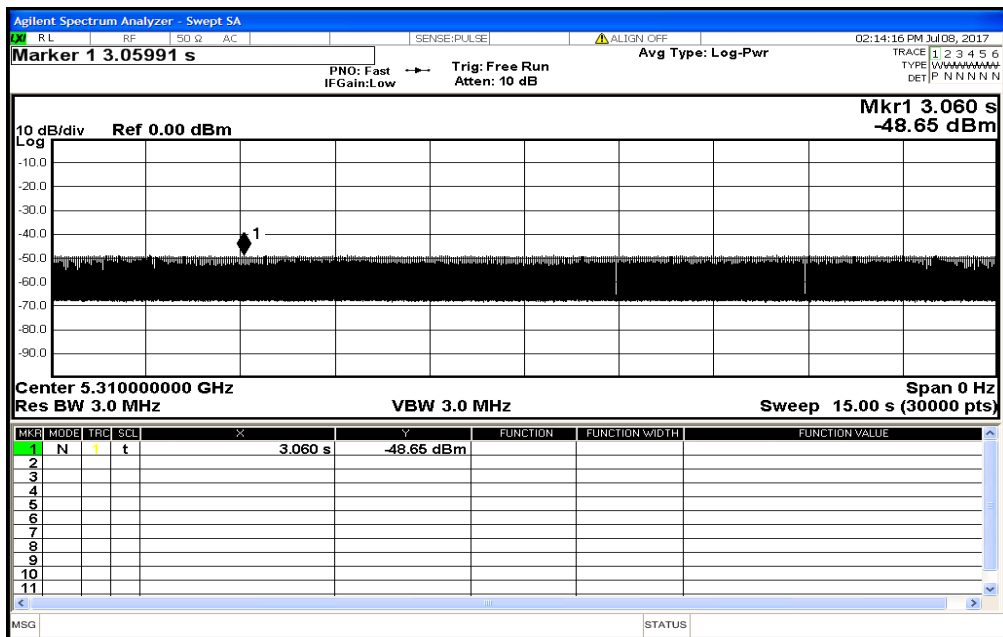 Agilent Spectrum Analyzer - Swept SA
LXI RL RF 50 Ω AC SENSE:PULSE ALIGN OFF 02:14:16 PM Jul 08, 2017
Marker 1 3.05991 s
PNO: Fast
IFGain:Low
Trig: Free Run
Atten: 10 dB
Avg Type: Log-Pwr
TRACE 1 2 3 4 5 6
TYPE
DET P N N N N N
Mkr1 3.060 s
-48.65 dBm
10 dB/div Ref 0.00 dBm
Log
-10.0
-20.0
-30.0
-40.0
1
-50.0
-60.0
-70.0
-80.0
-90.0
Center 5.310000000 GHz Span 0 Hz
Res BW 3.0 MHz VBW 3.0 MHz Sweep 15.00 s (30000 pts)
MKR MODE TRC SCL X Y FUNCTION FUNCTION WIDTH FUNCTION VALUE
1 N 1 t 3.060 s -48.65 dBm
2
3
4
5
6
7
8
9
10
11
MSG STATUS